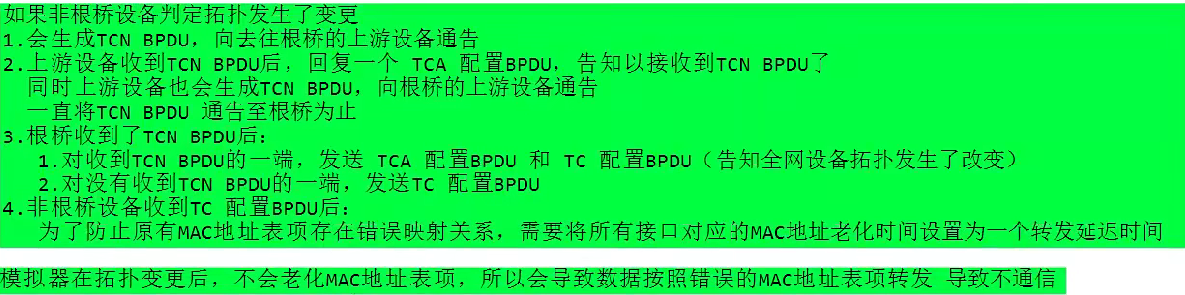 如果非根桥设备判定拓扑发生了变更
1.会生成TCN BPDU，向去往根桥的上游设备通告
2.上游设备收到TCN BPDU后，回复一个 TCA 配置BPDU，告知以接收到TCN BPDU了
同时上游设备也会生成TCN BPDU，向根桥的上游设备通告
一直将TCN BPDU 通告至根桥为止
3.根桥收到了TCN BPDU后：
1.对收到TCN BPDU的一端，发送 TCA 配置BPDU 和 TC 配置BPDU（告知全网设备拓扑发生了改变）
2.对没有收到TCN BPDU的一端，发送TC 配置BPDU
4.非根桥设备收到TC 配置BPDU后：
为了防止原有MAC地址表项存在错误映射关系，需要将所有接口对应的MAC地址老化时间设置为一个转发延迟时间
模拟器在拓扑变更后，不会老化MAC地址表项，所以会导致数据按照错误的MAC地址表项转发 导致不通信